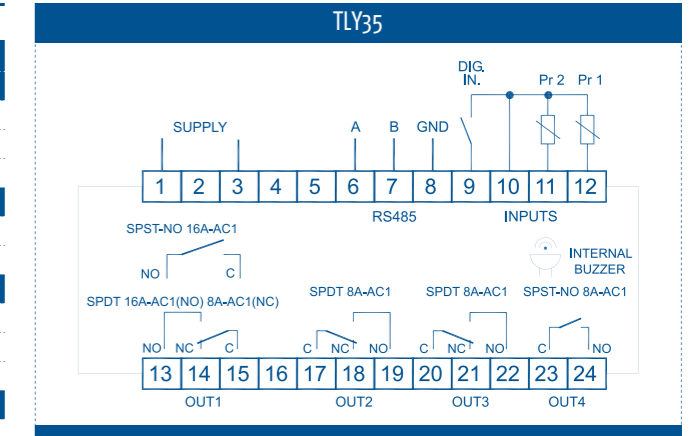 TLY35
DIG.
IN.
Pr 2 Pr 1
SUPPLY A B GND
1 2 3 4 5 6 7 8 9 10 11 12
RS485 INPUTS
SPST-NO 16A-AC1
INTERNAL
BUZZER
NO C
SPDT 16A-AC1(NO) 8A-AC1(NC) SPDT 8A-AC1 SPDT 8A-AC1 SPST-NO 8A-AC1
NO NC C C NC NO C NC NO C NO
13 14 15 16 17 18 19 20 21 22 23 24
OUT1 OUT2 OUT3 OUT4